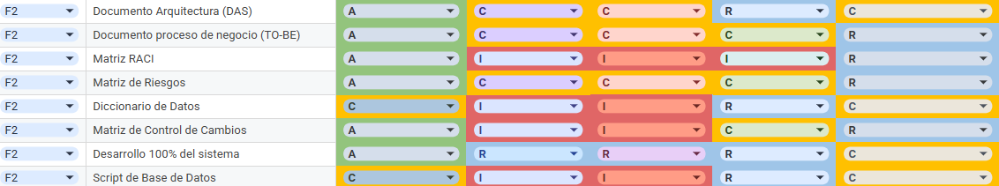 F2 Documento Arquitectura (DAS) A C C R C
F2 Documento proceso de negocio (TO-BE) A C C C R
F2 Matriz RACI A I I I R
F2 Matriz de Riesgos A C C C R
F2 Diccionario de Datos C I I R C
F2 Matriz de Control de Cambios A I I C R
F2 Desarrollo 100% del sistema A R R R C
F2 Script de Base de Datos C I I R C